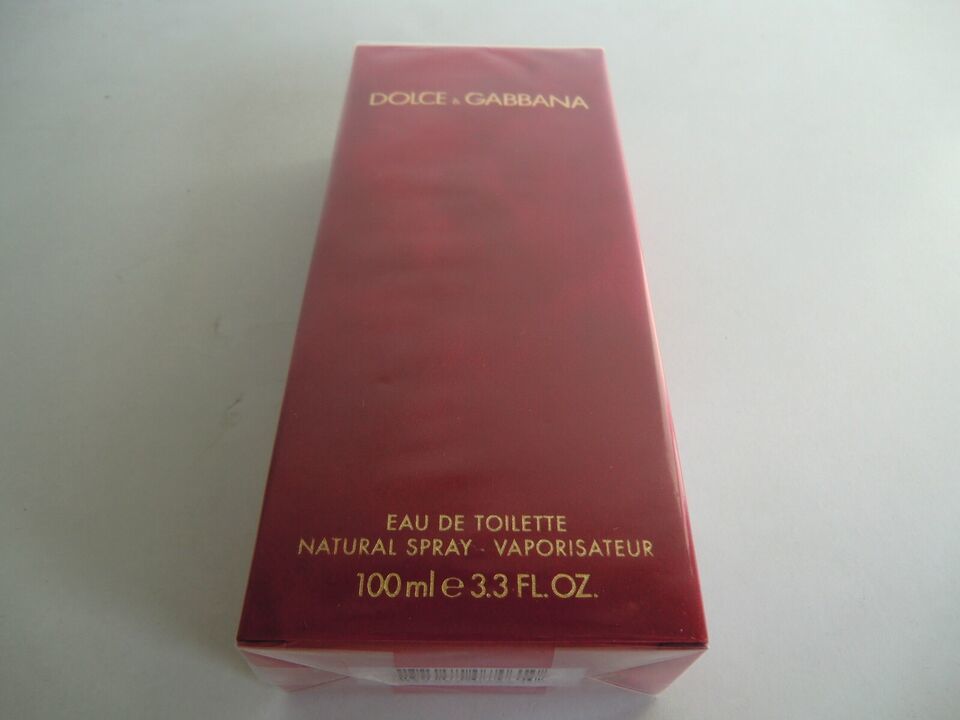 DOLCE & GABBANA
EAU DE TOILETTE
NATURAL SPRAY - VAPORISATEUR
100 ml e 3.3 FL. OZ.